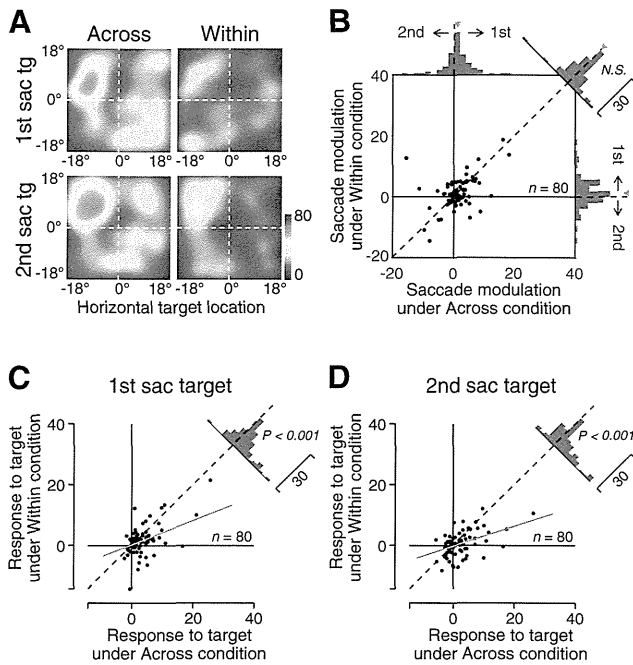 A
Across
Within
1st sac tg
18°
0°
-18°
2nd sac tg
18°
0°
-18°
-18°
0°
18°
-18°
0°
18°
80
0
Horizontal target location
B
2nd
1st
N.S.
30
Saccade modulation
under Within condition
40
20
0
-20
n = 80
1st
2nd
-20
0
20
40
Saccade modulation
under Across condition
C
1st sac target
P < 0.001
30
Response to target
under Within condition
40
20
0
n = 80
0
20
40
Response to target
under Across condition
D
2nd sac target
P < 0.001
30
Response to target
under Within condition
40
20
0
n = 80
0
20
40
Response to target
under Across condition